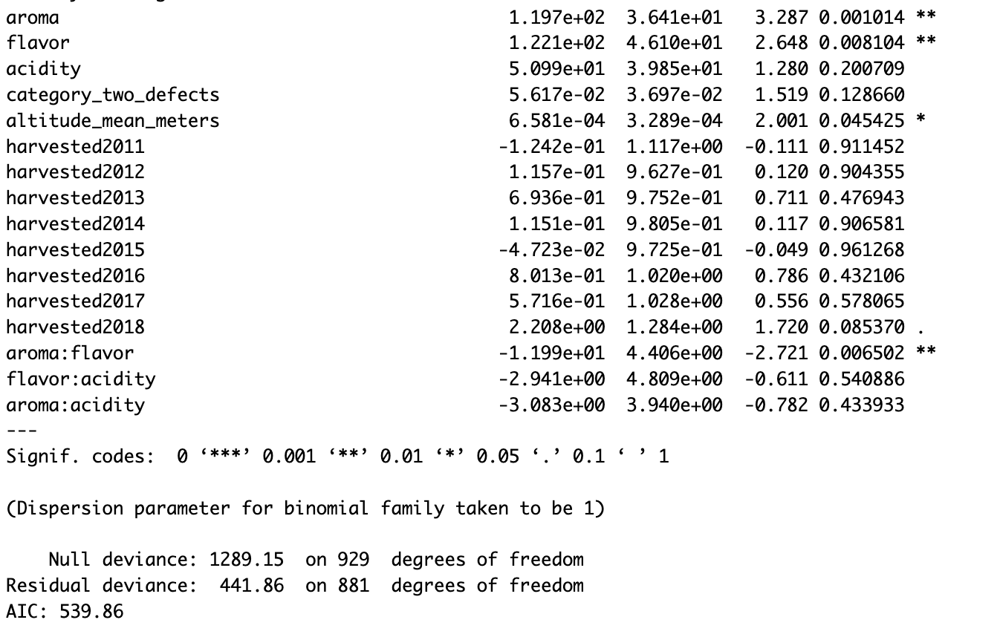 aroma 1.197e+02 3.641e+01 3.287 0.001014 **
flavor 1.221e+02 4.610e+01 2.648 0.008104 **
acidity 5.099e+01 3.985e+01 1.280 0.200709
category_two_defects 5.617e-02 3.697e-02 1.519 0.128660
altitude_mean_meters 6.581e-04 3.289e-04 2.001 0.045425 *
harvested2011 -1.242e-01 1.117e+00 -0.111 0.911452
harvested2012 1.157e-01 9.627e-01 0.120 0.904355
harvested2013 6.936e-01 9.752e-01 0.711 0.476943
harvested2014 1.151e-01 9.805e-01 0.117 0.906581
harvested2015 -4.723e-02 9.725e-01 -0.049 0.961268
harvested2016 8.013e-01 1.020e+00 0.786 0.432106
harvested2017 5.716e-01 1.028e+00 0.556 0.578065
harvested2018 2.208e+00 1.284e+00 1.720 0.085370 .
aroma:flavor -1.199e+01 4.406e+00 -2.721 0.006502 **
flavor:acidity -2.941e+00 4.809e+00 -0.611 0.540886
aroma:acidity -3.083e+00 3.940e+00 -0.782 0.433933
---
Signif. codes:  0 ‘***’ 0.001 ‘**’ 0.01 ‘*’ 0.05 ‘.’ 0.1 ‘ ’ 1
(Dispersion parameter for binomial family taken to be 1)
Null deviance: 1289.15  on 929  degrees of freedom
Residual deviance:  441.86  on 881  degrees of freedom
AIC: 539.86